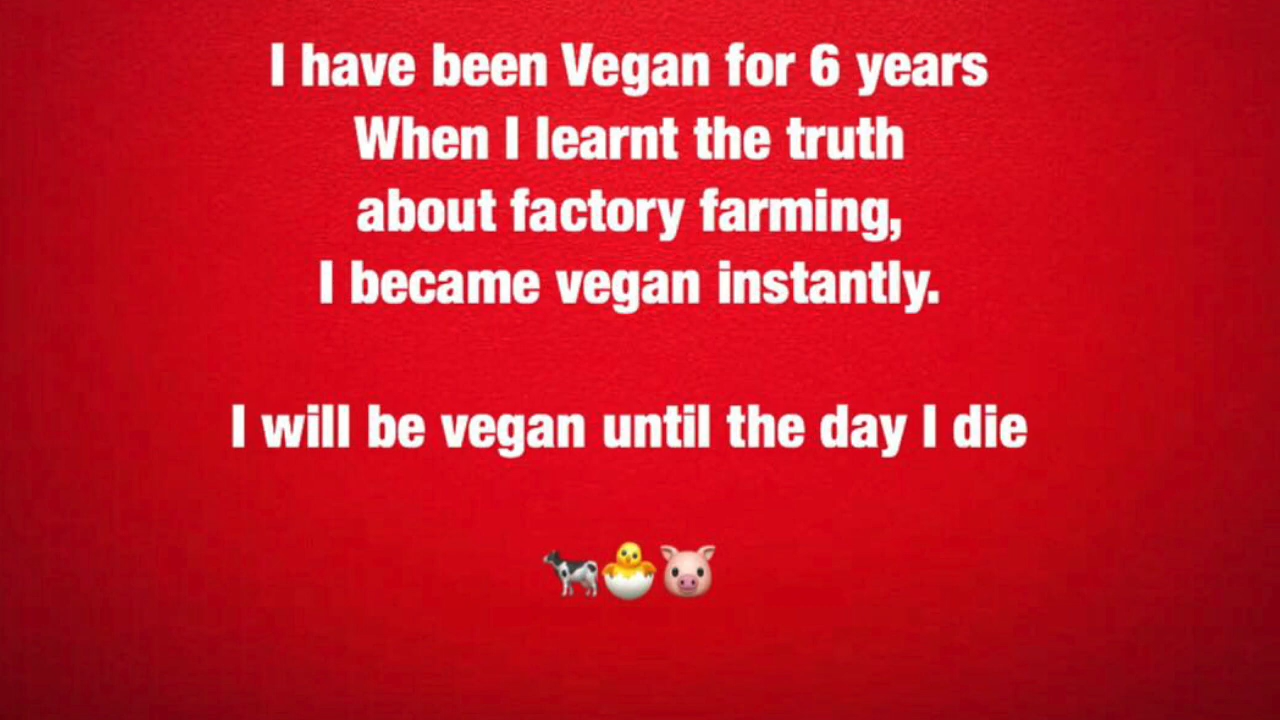 I have been Vegan for 6 years
When I learnt the truth
about factory farming,
I became vegan instantly.
I will be vegan until the day I die
🐄🐣🐷